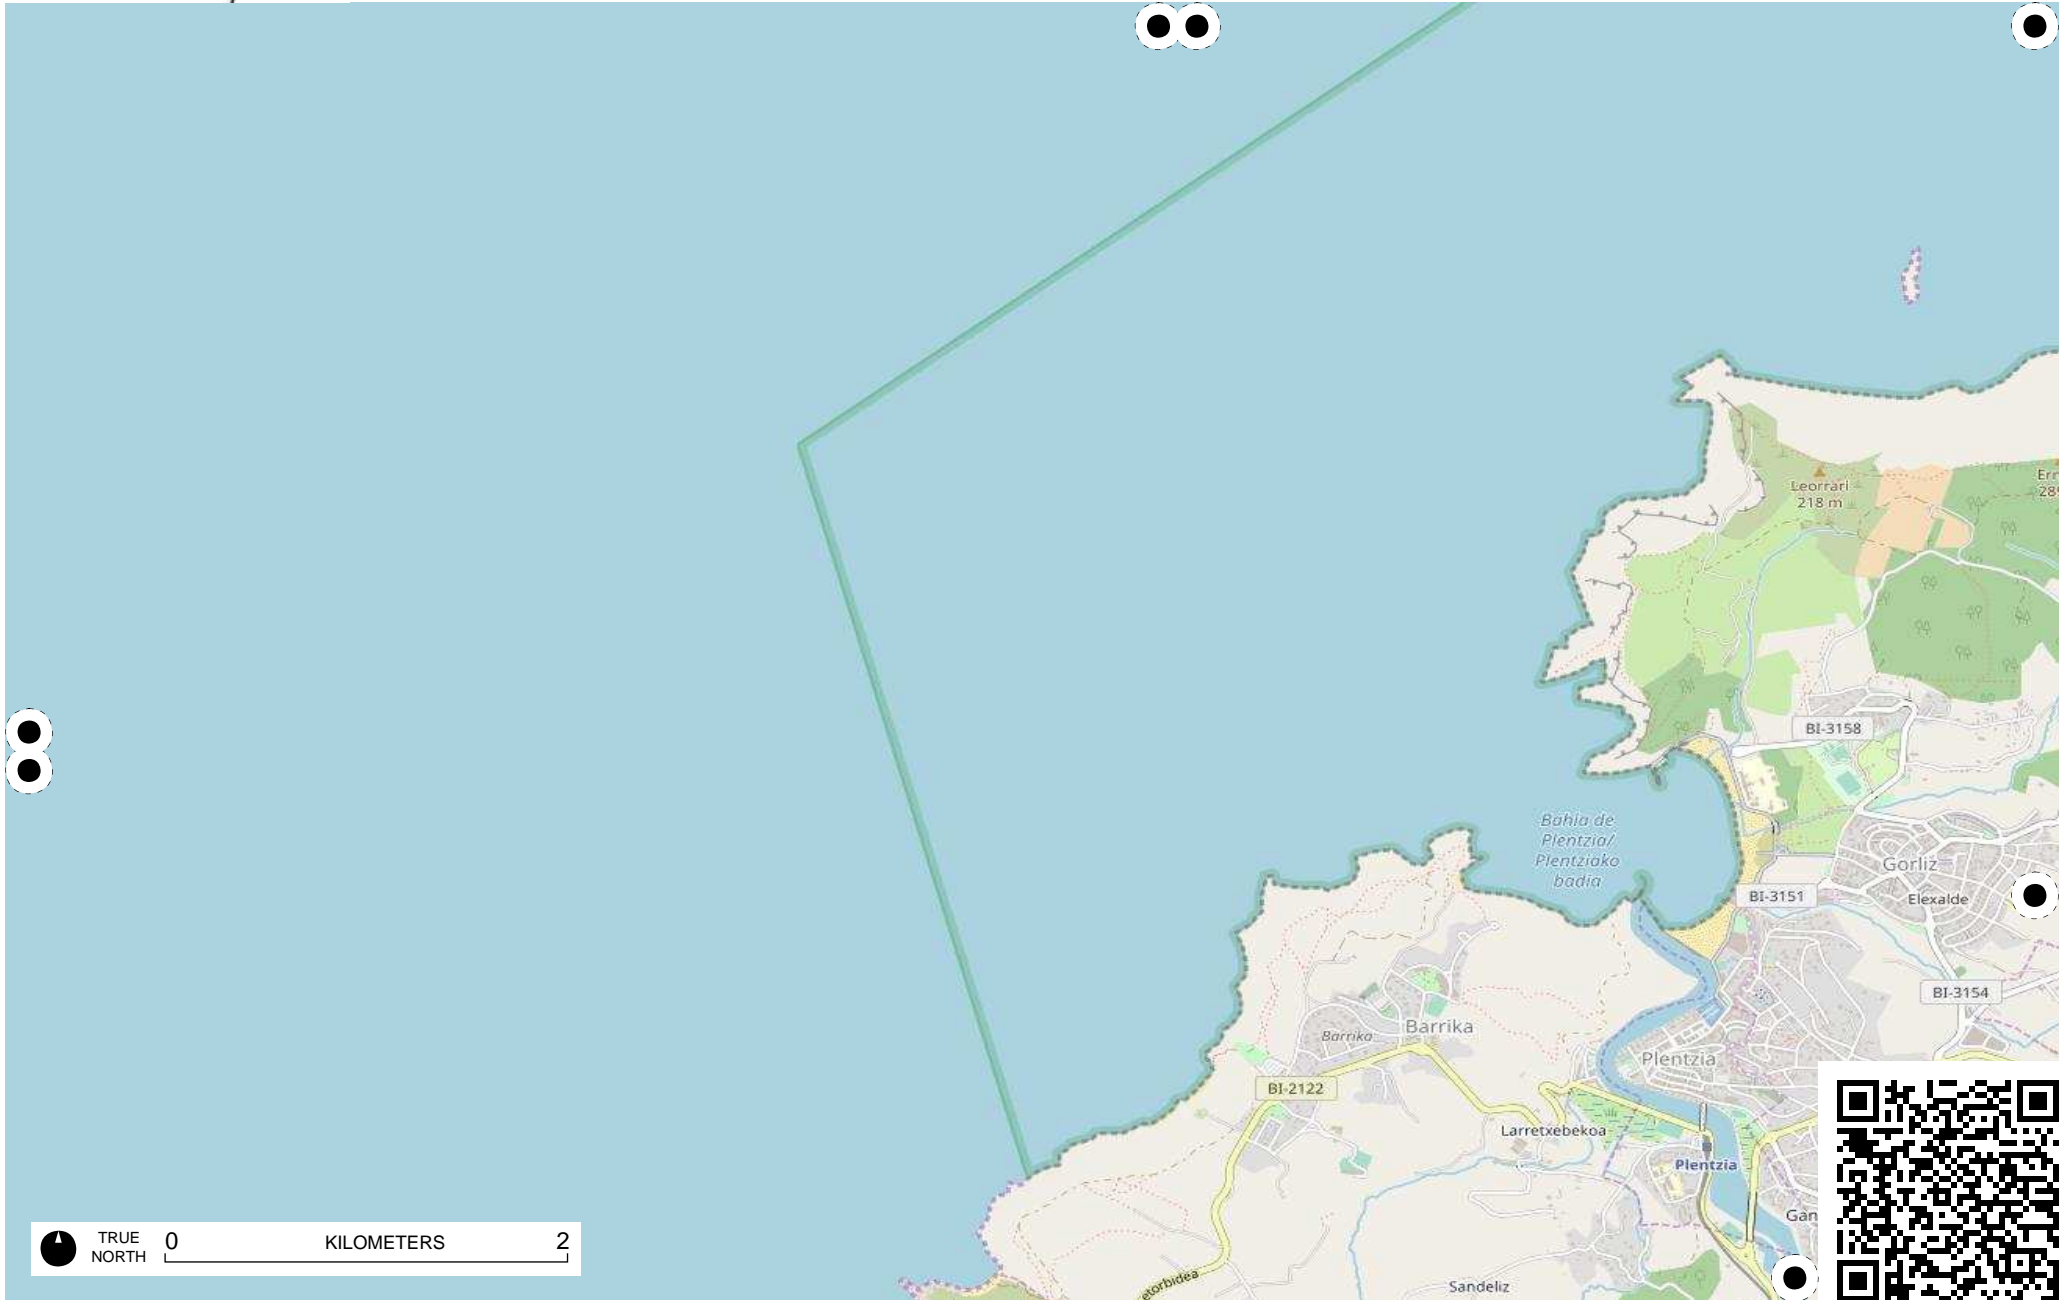 Leorrari
218 m
BI-3158
Bahía de
Plentzia/
Plentziako
badia
Gorliz
BI-3151
Elexalde
BI-3154
Barrika
Barrika
Plentzia
BI-2122
Larretxebekoa
Plentzia
TRUE
NORTH
0 KILOMETERS 2
Sandeliz